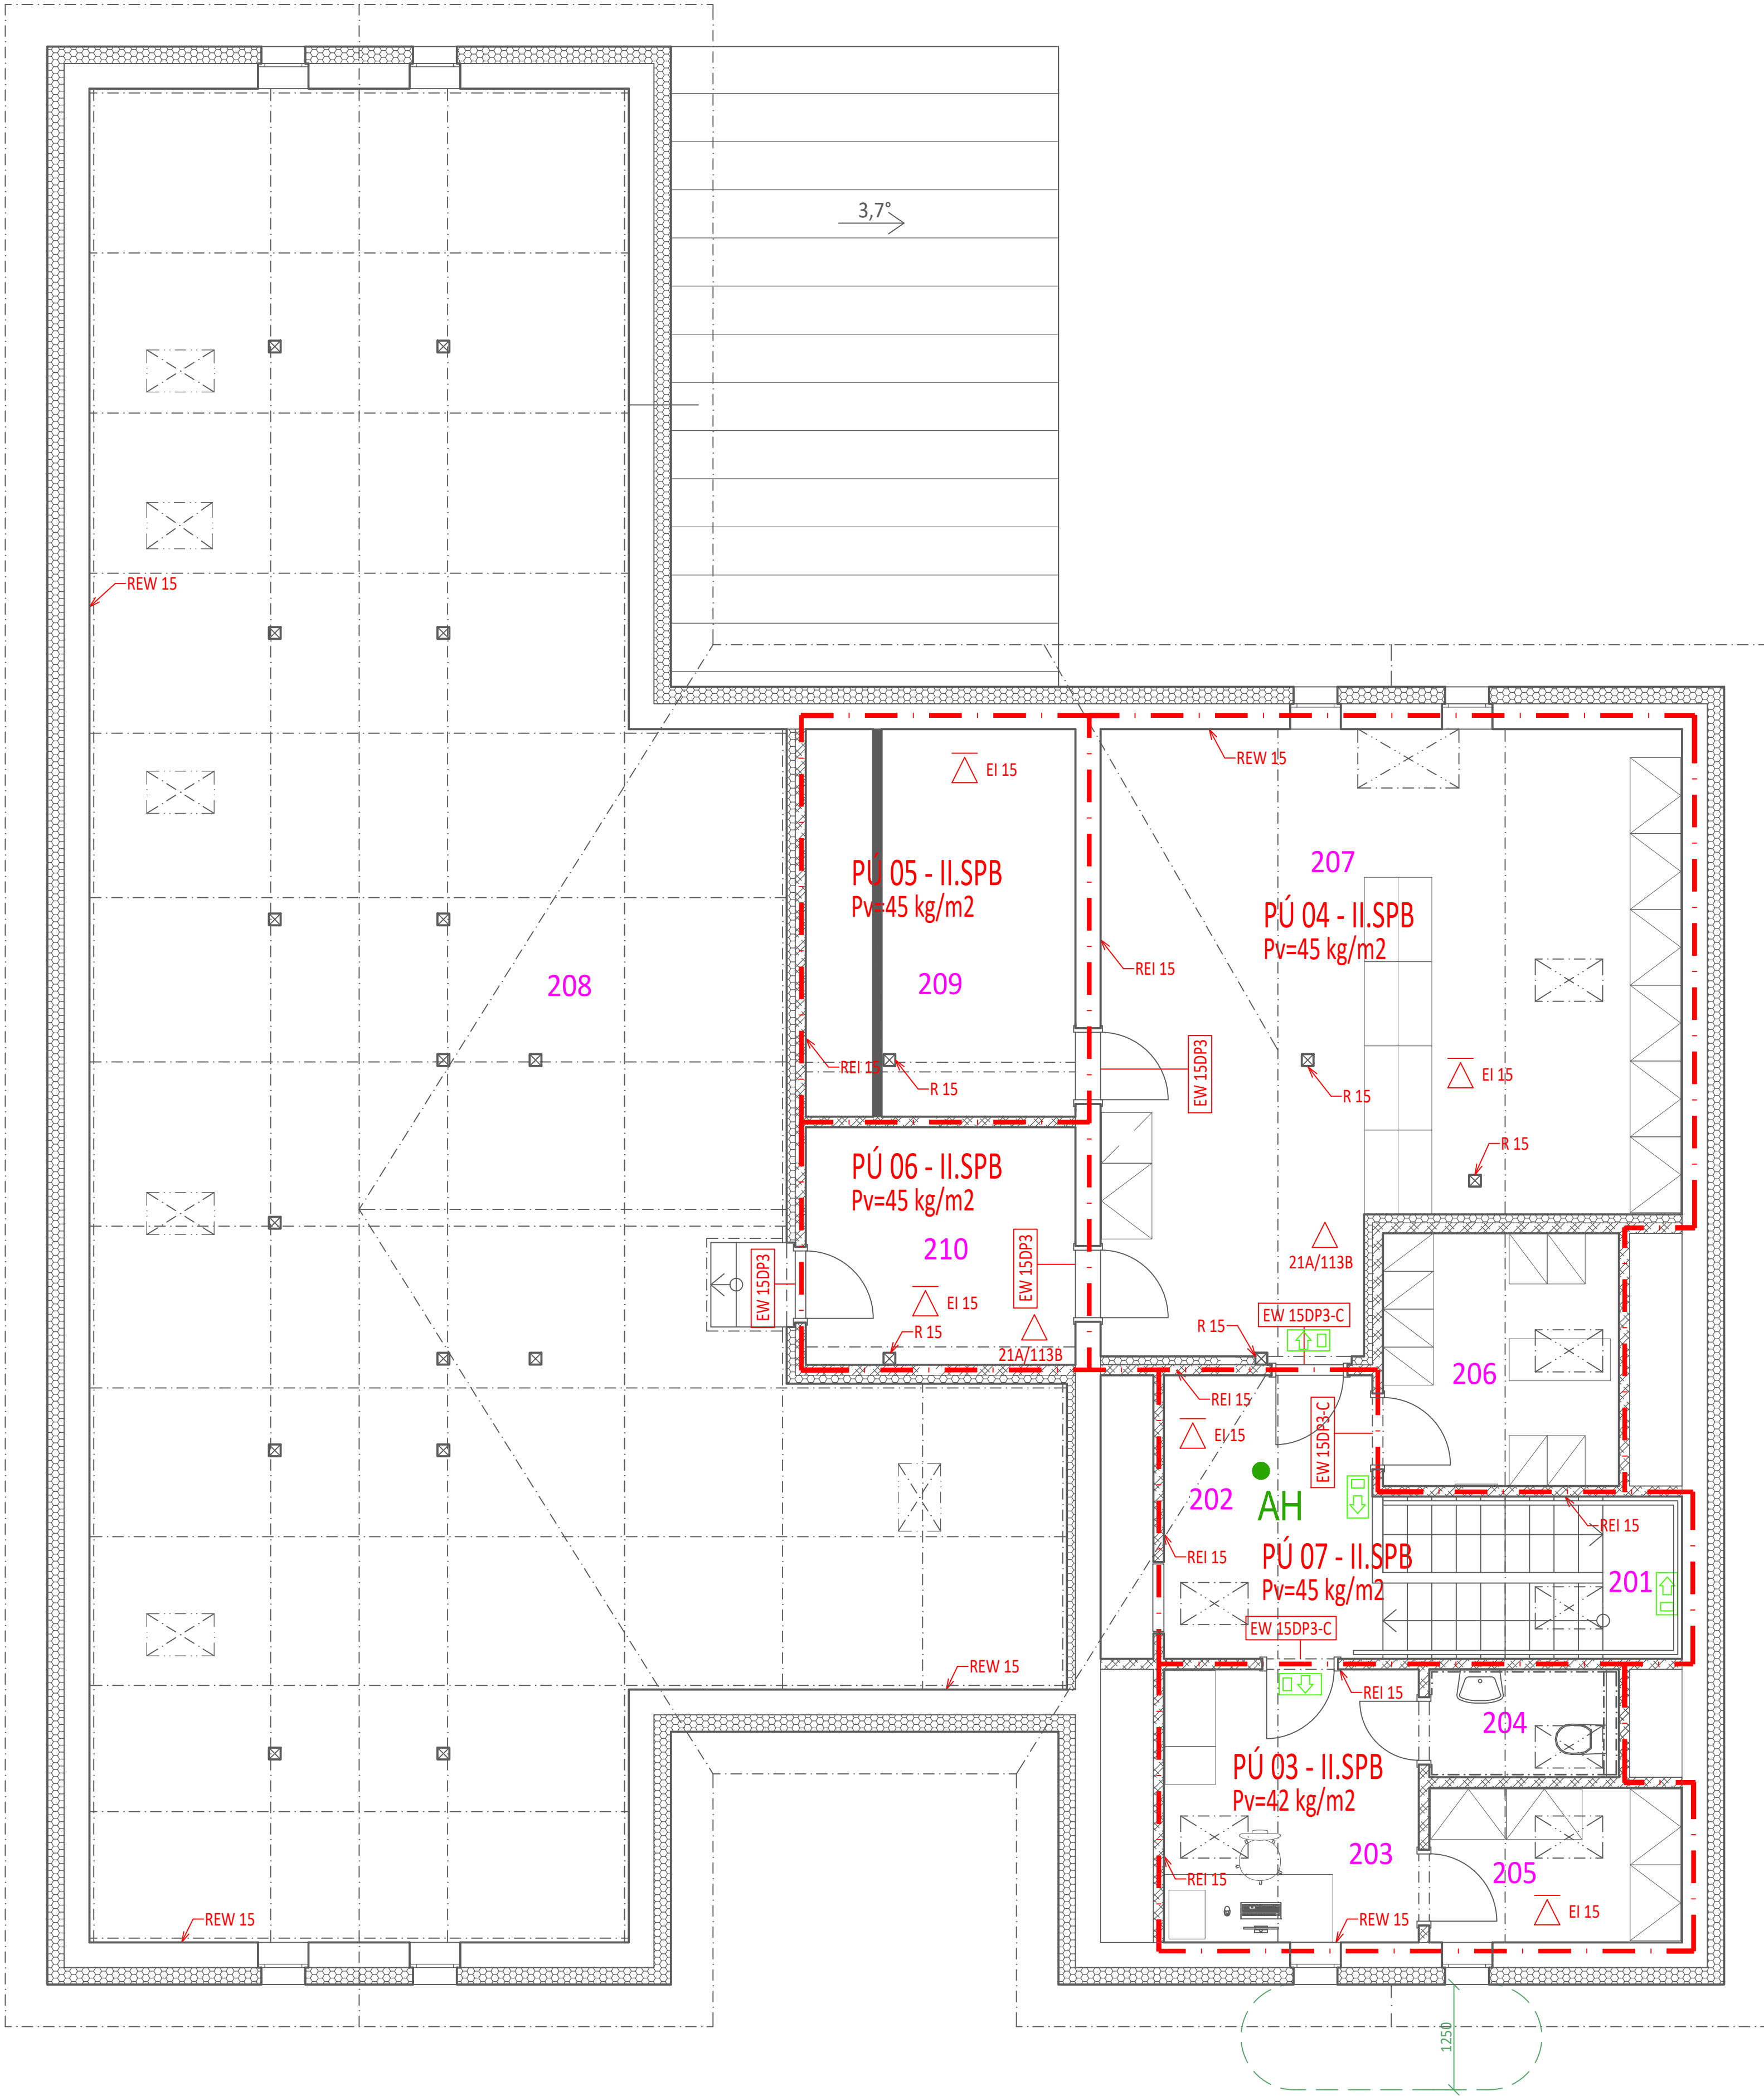 3,7°
REW 15
REW 15
EI 15
207
PÚ 05 - II.SPB
Pv=45 kg/m2
PÚ 04 - II.SPB
Pv=45 kg/m2
REI 15
208
209
EW 15DP3
REI 15
EI 15
R 15
R 15
R 15
PÚ 06 - II.SPB
Pv=45 kg/m2
210
EW 15DP3
EW 15DP3
21A/113B
EI 15
EW 15DP3-C
R 15
R 15
21A/113B
206
REI 15
EW 15DP3-C
EI 15
202
AH
REI 15
REI 15
PÚ 07 - II.SPB
Pv=45 kg/m2
201
EW 15DP3-C
REW 15
REI 15
204
PÚ 03 - II.SPB
Pv=42 kg/m2
203
205
REI 15
EI 15
REW 15
REW 15
1250